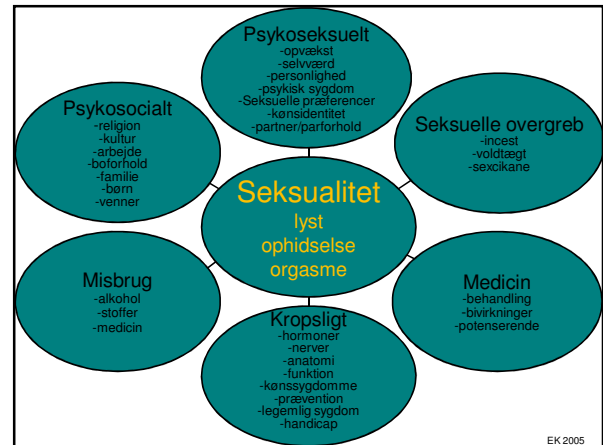 Psykoseksuelt
-opvækst
-selvværd
-personlighed
-psykisk sygdom
-Seksuelle præferencer
-kønsidentitet
-partner/parforhold
Psykosocialt
-religion
-kultur
-arbejde
-boforhold
-familie
-børn
-venner
Seksuelle overgreb
-incest
-voldtægt
-sexcikane
Seksualitet
lyst
ophidselse
orgasme
Misbrug
-alkohol
-stoffer
-medicin
Medicin
-behandling
-bivirkninger
-potenserende
Kropsligt
-hormoner
-nerver
-anatomi
-funktion
-kønssygdomme
-prævention
-legemlig sygdom
-handicap
EK 2005